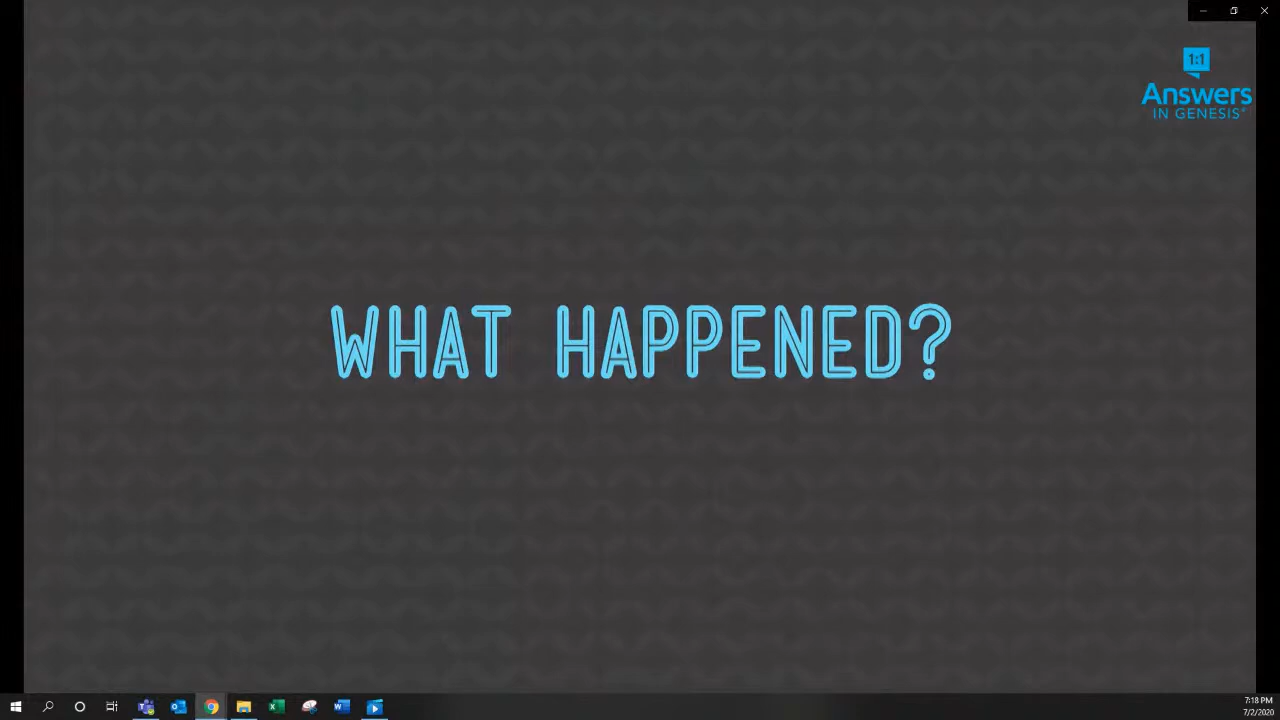 1:1
Answers
IN GENESIS®
WHAT HAPPENED?
7:18 PM
7/2/2020